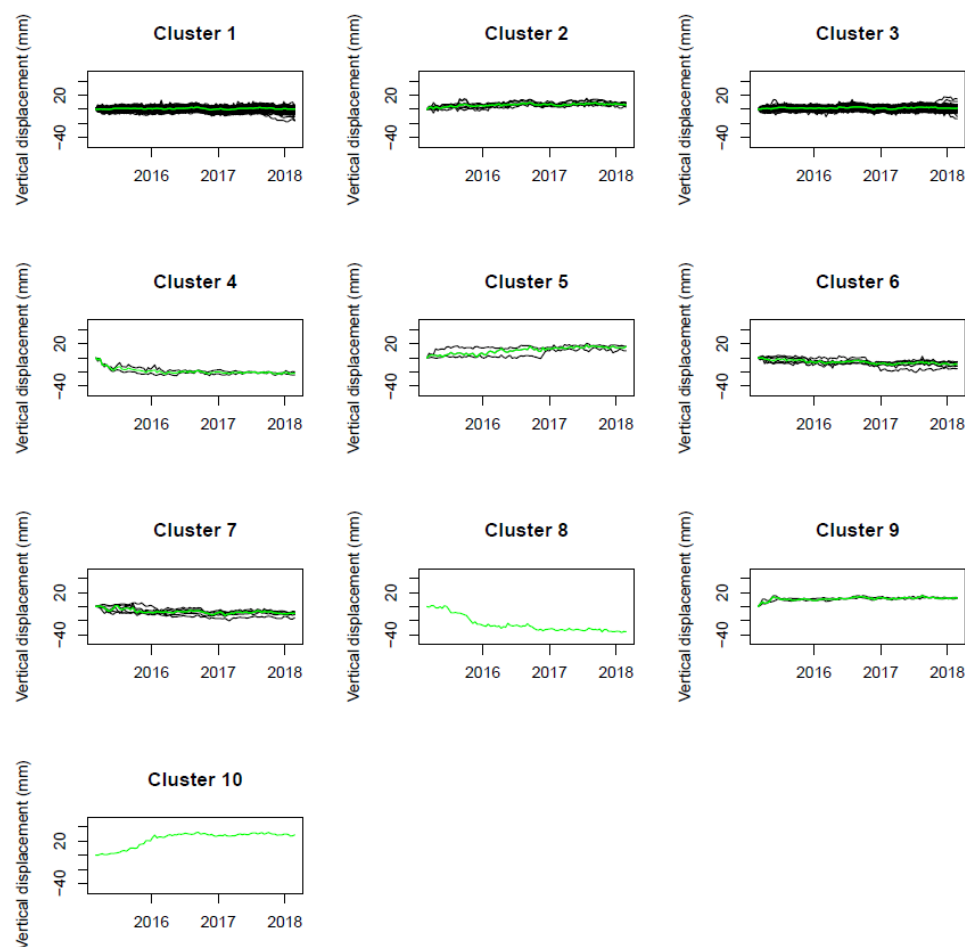 Cluster 1
Vertical displacement (mm)
20
−40
2016 2017 2018
Cluster 2
Vertical displacement (mm)
20
−40
2016 2017 2018
Cluster 3
Vertical displacement (mm)
20
−40
2016 2017 2018
Cluster 4
Vertical displacement (mm)
20
−40
2016 2017 2018
Cluster 5
Vertical displacement (mm)
20
−40
2016 2017 2018
Cluster 6
Vertical displacement (mm)
20
−40
2016 2017 2018
Cluster 7
Vertical displacement (mm)
20
−40
2016 2017 2018
Cluster 8
Vertical displacement (mm)
20
−40
2016 2017 2018
Cluster 9
Vertical displacement (mm)
20
−40
2016 2017 2018
Cluster 10
Vertical displacement (mm)
20
−40
2016 2017 2018